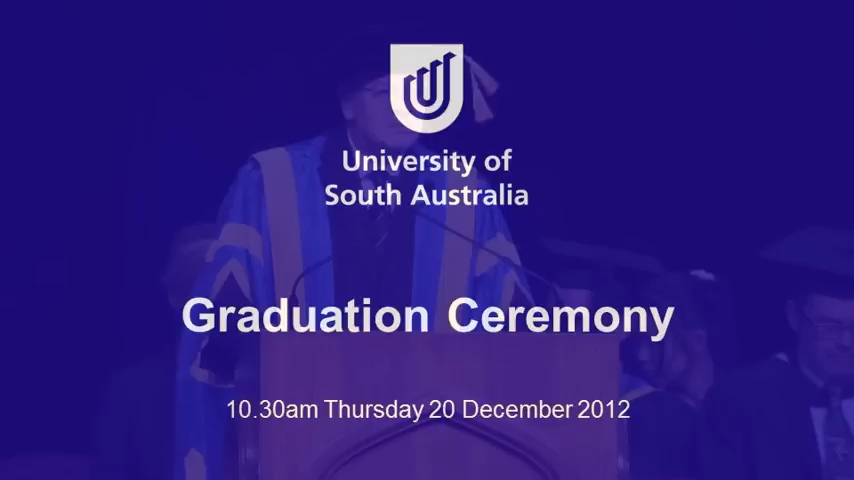 University of
South Australia
Graduation Ceremony
10.30am Thursday 20 December 2012